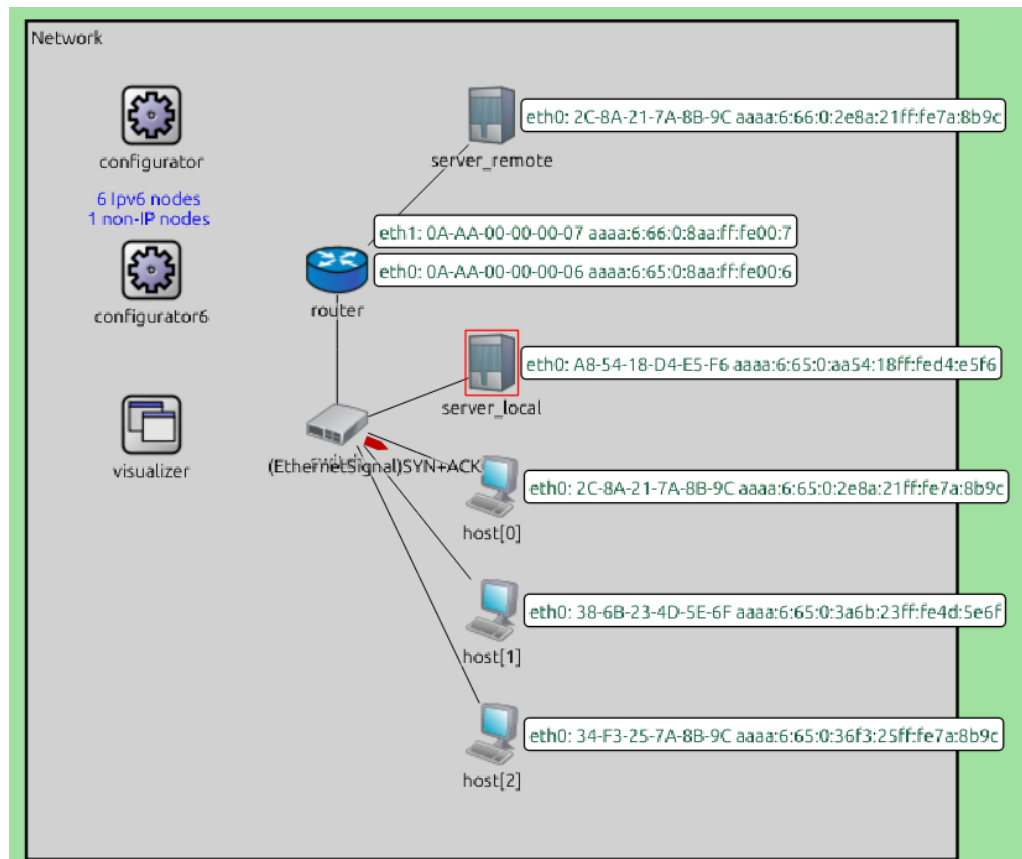 Network
configurator
6 Ipv6 nodes
1 non-IP nodes
configurator6
visualizer
eth0: 2C-8A-21-7A-8B-9C aaaa:6:66:0:2e8a:21ff:fe7a:8b9c
server_remote
eth1: 0A-AA-00-00-00-07 aaaa:6:66:0:8aa:ff:fe00:7
eth0: 0A-AA-00-00-00-06 aaaa:6:65:0:8aa:ff:fe00:6
router
eth0: A8-54-18-D4-E5-F6 aaaa:6:65:0:aa54:18ff:fed4:e5f6
server_local
(EthernetSignal)SYN+ACK
eth0: 2C-8A-21-7A-8B-9C aaaa:6:65:0:2e8a:21ff:fe7a:8b9c
host[0]
eth0: 38-6B-23-4D-5E-6F aaaa:6:65:0:3a6b:23ff:fe4d:5e6f
host[1]
eth0: 34-F3-25-7A-8B-9C aaaa:6:65:0:36f3:25ff:fe7a:8b9c
host[2]